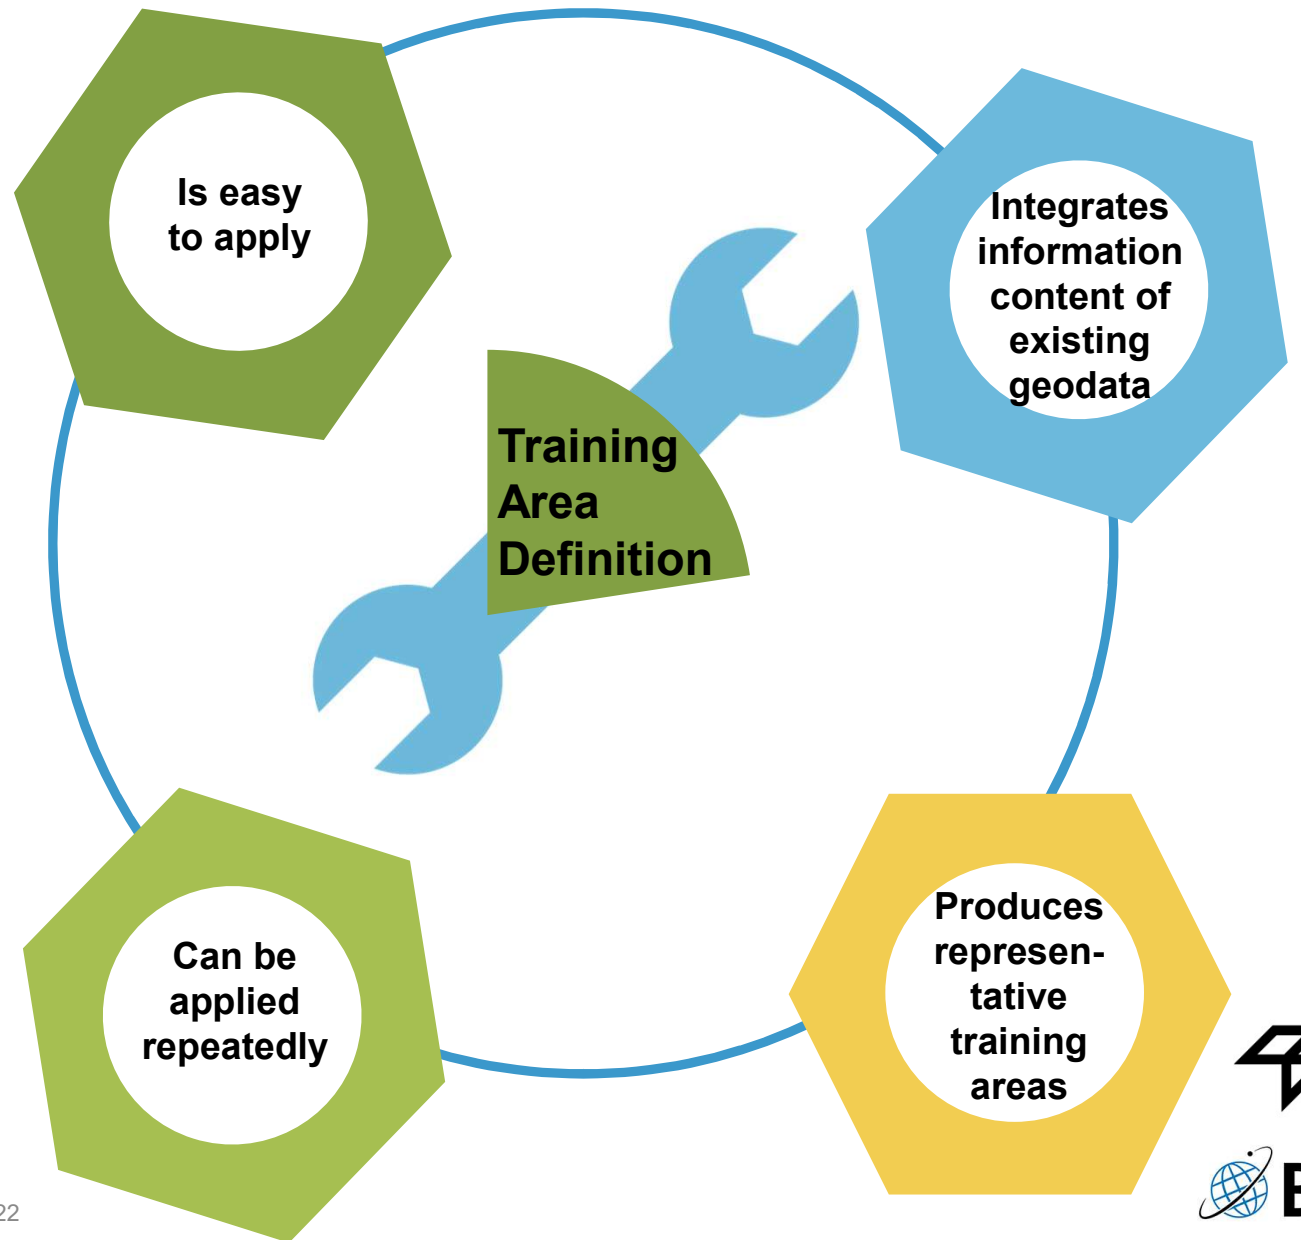 Is easy
to apply
Integrates
information
content of
existing
geodata
Training
Area
Definition
Can be
applied
repeatedly
Produces
represen-
tative
training
areas
22